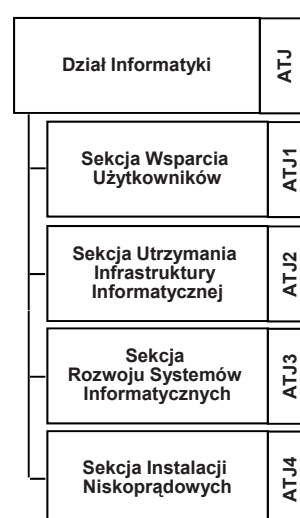 Dział Informatyki
ATJ
Sekcja Wsparcia
Użytkowników
ATJ1
Sekcja Utrzymania
Infrastruktury
Informatycznej
ATJ2
Sekcja
Rozwoju Systemów
Informatycznych
ATJ3
Sekcja Instalacji
Niskoprądowych
ATJ4